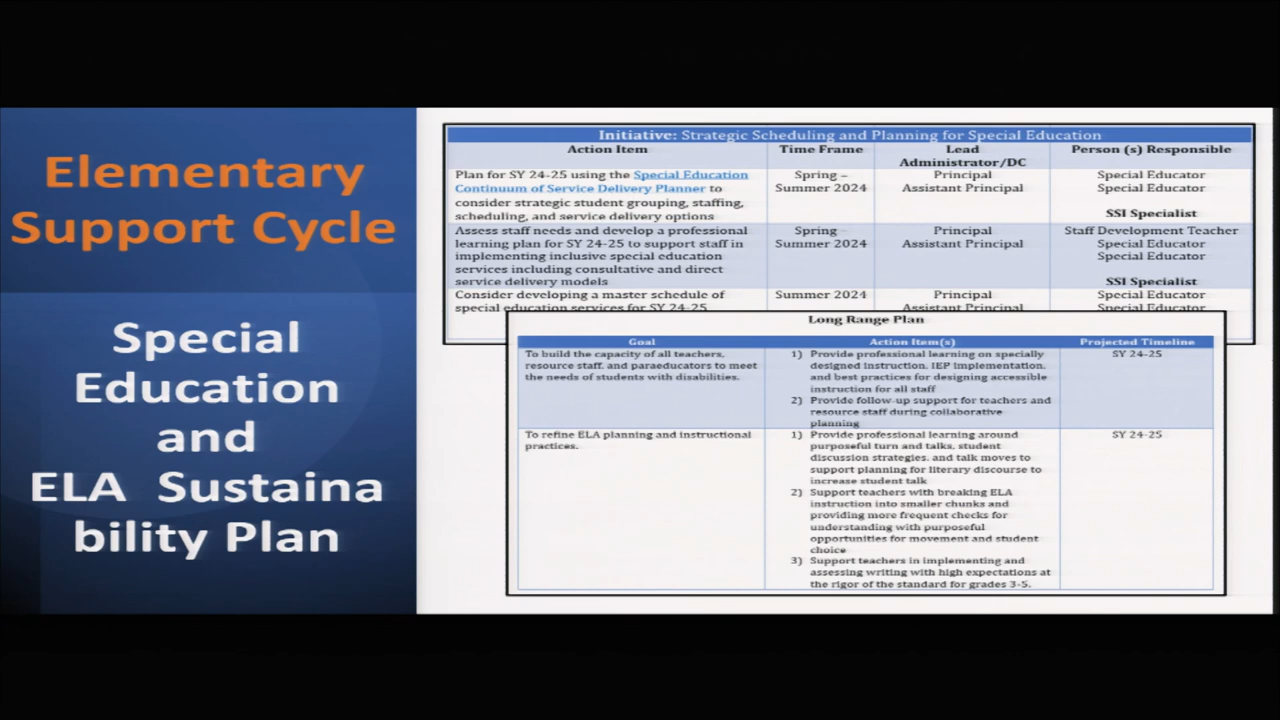 Elementary
Support Cycle
Special
Education
and
ELA Sustaina
bility Plan
Initiative: Strategic Scheduling and Planning for Special Education
Action Item
Time Frame
Lead
Administrator/DC
Person (s) Responsible
Plan for SY 24-25 using the Special Education
Continuum of Service Delivery Planner to
consider strategic student grouping, staffing,
scheduling, and service delivery options
Spring –
Summer 2024
Principal
Assistant Principal
Special Educator
Special Educator
SSI Specialist
Assess staff needs and develop a professional
learning plan for SY 24-25 to support staff in
implementing inclusive special education
services including consultative and direct
service delivery models
Spring –
Summer 2024
Principal
Assistant Principal
Staff Development Teacher
Special Educator
Special Educator
SSI Specialist
Consider developing a master schedule of
special education services for SY 24-25
Summer 2024
Principal
Assistant Principal
Special Educator
Special Educator
Long Range Plan
Goal
Action Item(s)
Projected Timeline
To build the capacity of all teachers,
resource staff, and paraeducators to meet
the needs of students with disabilities.
1) Provide professional learning on specially
designed instruction, IEP implementation,
and best practices for designing accessible
instruction for all staff
2) Provide follow-up support for teachers and
resource staff during collaborative
planning
SY 24-25
To refine ELA planning and instructional
practices.
1) Provide professional learning around
purposeful turn and talks, student
discussion strategies, and talk moves to
support planning for literary discourse to
increase student talk
2) Support teachers with breaking ELA
instruction into smaller chunks and
providing more frequent checks for
understanding with purposeful
opportunities for movement and student
choice
3) Support teachers in implementing and
assessing writing with high expectations at
the rigor of the standard for grades 3-5.
SY 24-25